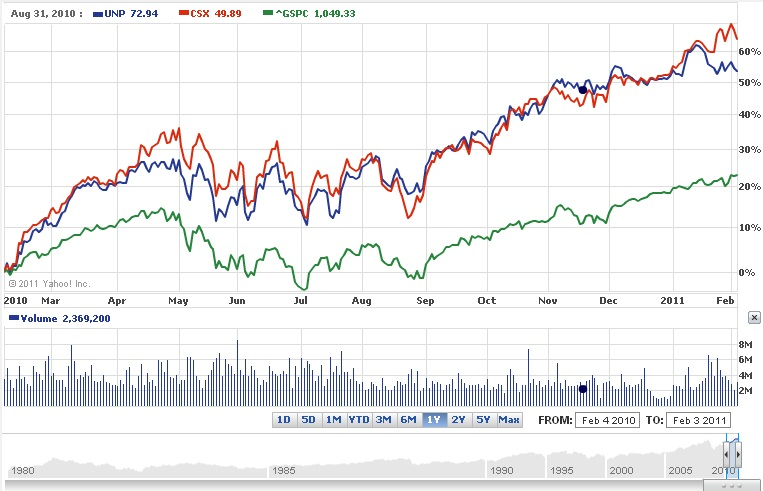 Aug 31, 2010 : UNP 72.94 CSX 49.89 ^GSPC 1,049.33
60%
50%
40%
30%
20%
10%
0%
© 2011 Yahoo! Inc.
2010 Mar Apr May Jun Jul Aug Sep Oct Nov Dec 2011 Feb
Volume 2,369,200
8M
6M
4M
2M
1D 5D 1M YTD 3M 6M 1Y 2Y 5Y Max FROM: Feb 4 2010 TO: Feb 3 2011
1980 1985 1990 1995 2000 2005 2010